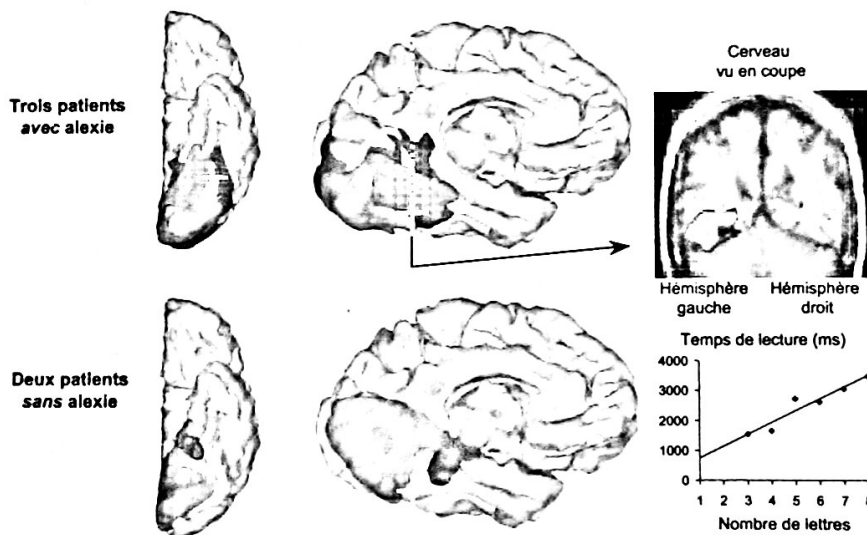 Trois patients
avec alexie
Cerveau
vu en coupe
Hémisphère
gauche
Hémisphère
droit
Deux patients
sans alexie
Temps de lecture (ms)
4000
3000
2000
1000
0
1 2 3 4 5 6 7 8
Nombre de lettres